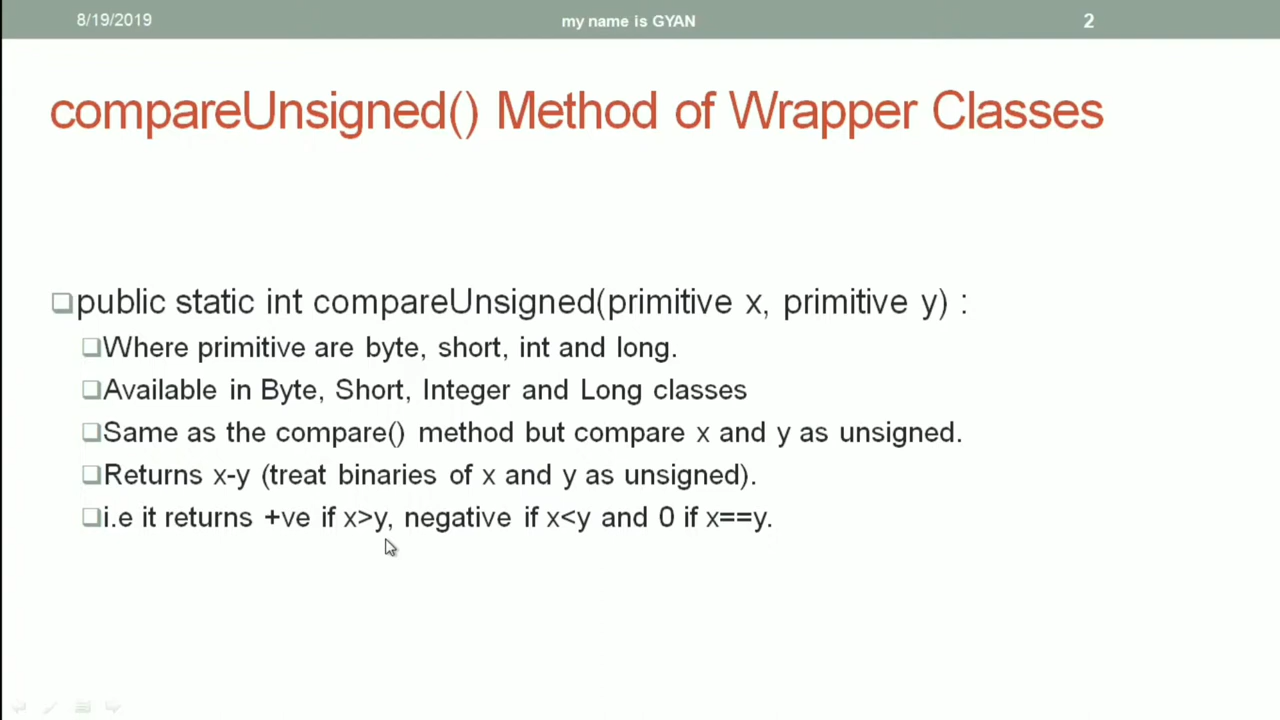 8/19/2019
my name is GYAN
2
compareUnsigned() Method of Wrapper Classes
public static int compareUnsigned(primitive x, primitive y) :
Where primitive are byte, short, int and long.
Available in Byte, Short, Integer and Long classes
Same as the compare() method but compare x and y as unsigned.
Returns x-y (treat binaries of x and y as unsigned).
i.e it returns +ve if x>y, negative if x<y and 0 if x==y.